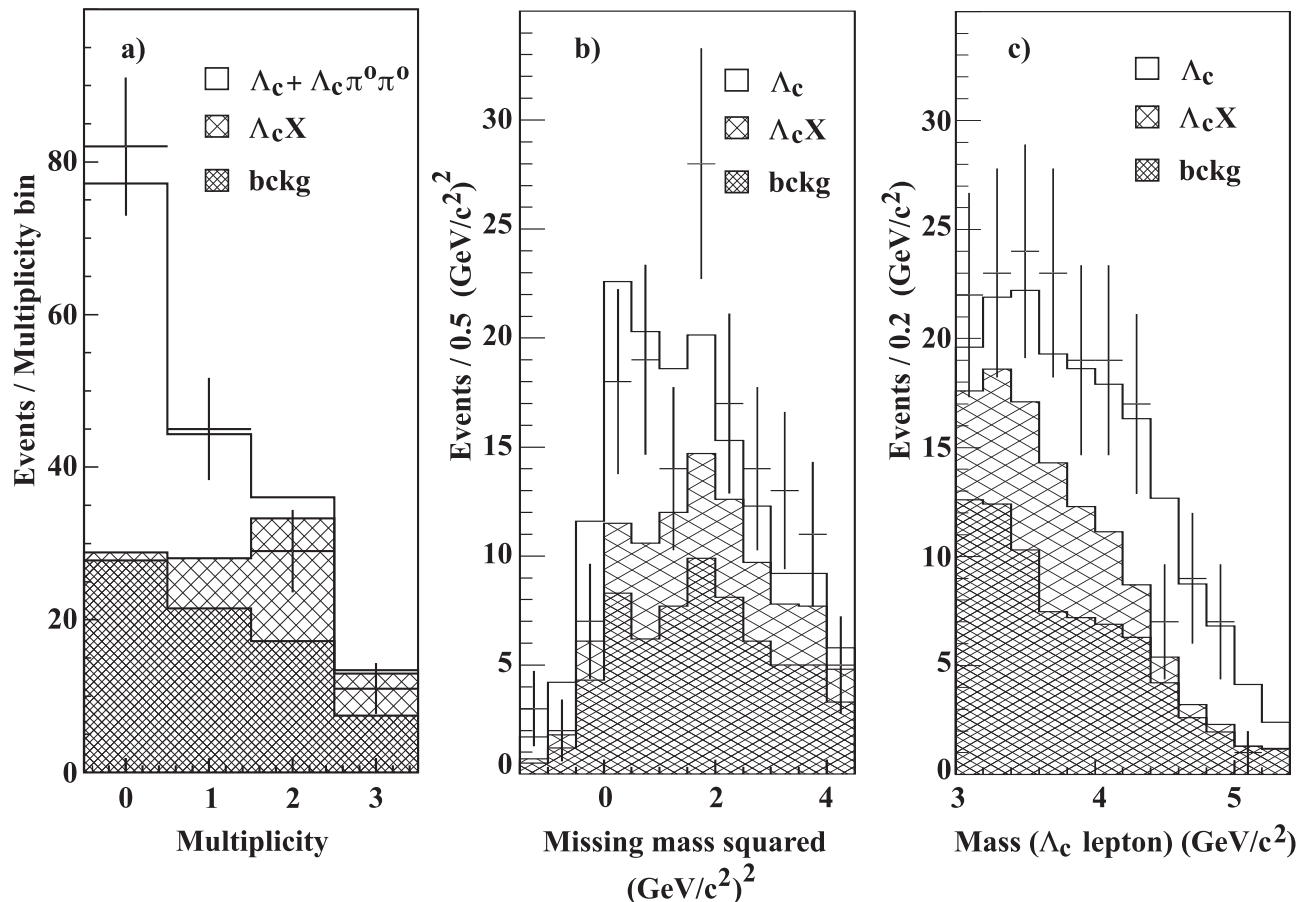 a)
Λc + Λc π⁰π⁰
ΛcX
bckg
80
60
40
20
0
0 1 2 3
Events / Multiplicity bin
Multiplicity
b)
Λc
ΛcX
bckg
30
25
20
15
10
5
0
0 2 4
Events / 0.5 (GeV/c²)²
Missing mass squared
(GeV/c²)²
c)
Λc
ΛcX
bckg
30
25
20
15
10
5
0
3 4 5
Events / 0.2 (GeV/c²)
Mass (Λc lepton) (GeV/c²)